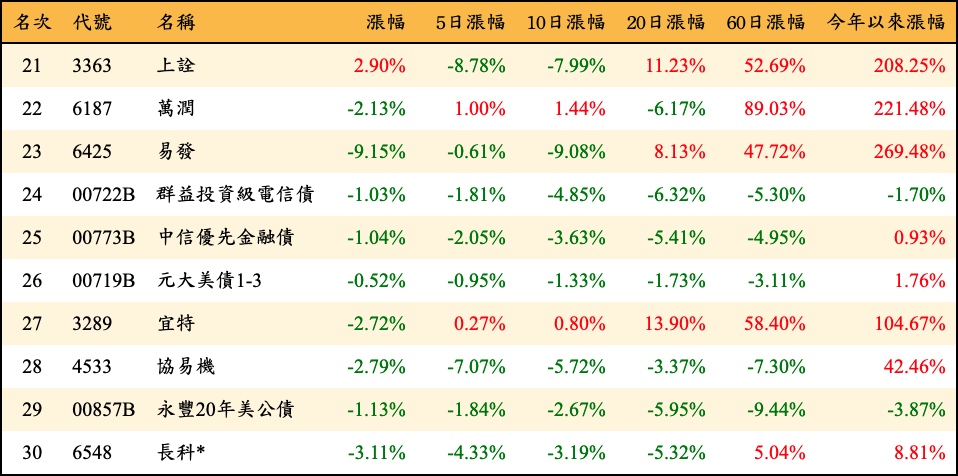 名次 代號 名稱 漲幅 5日漲幅 10日漲幅 20日漲幅 60日漲幅 今年以來漲幅
21 3363 上詮 2.90% -8.78% -7.99% 11.23% 52.69% 208.25%
22 6187 萬潤 -2.13% 1.00% 1.44% -6.17% 89.03% 221.48%
23 6425 易發 -9.15% -0.61% -9.08% 8.13% 47.72% 269.48%
24 00722B 群益投資級電信債 -1.03% -1.81% -4.85% -6.32% -5.30% -1.70%
25 00773B 中信優先金融債 -1.04% -2.05% -3.63% -5.41% -4.95% 0.93%
26 00719B 元大美債1-3 -0.52% -0.95% -1.33% -1.73% -3.11% 1.76%
27 3289 宜特 -2.72% 0.27% 0.80% 13.90% 58.40% 104.67%
28 4533 協易機 -2.79% -7.07% -5.72% -3.37% -7.30% 42.46%
29 00857B 永豐20年美公債 -1.13% -1.84% -2.67% -5.95% -9.44% -3.87%
30 6548 長科* -3.11% -4.33% -3.19% -5.32% 5.04% 8.81%